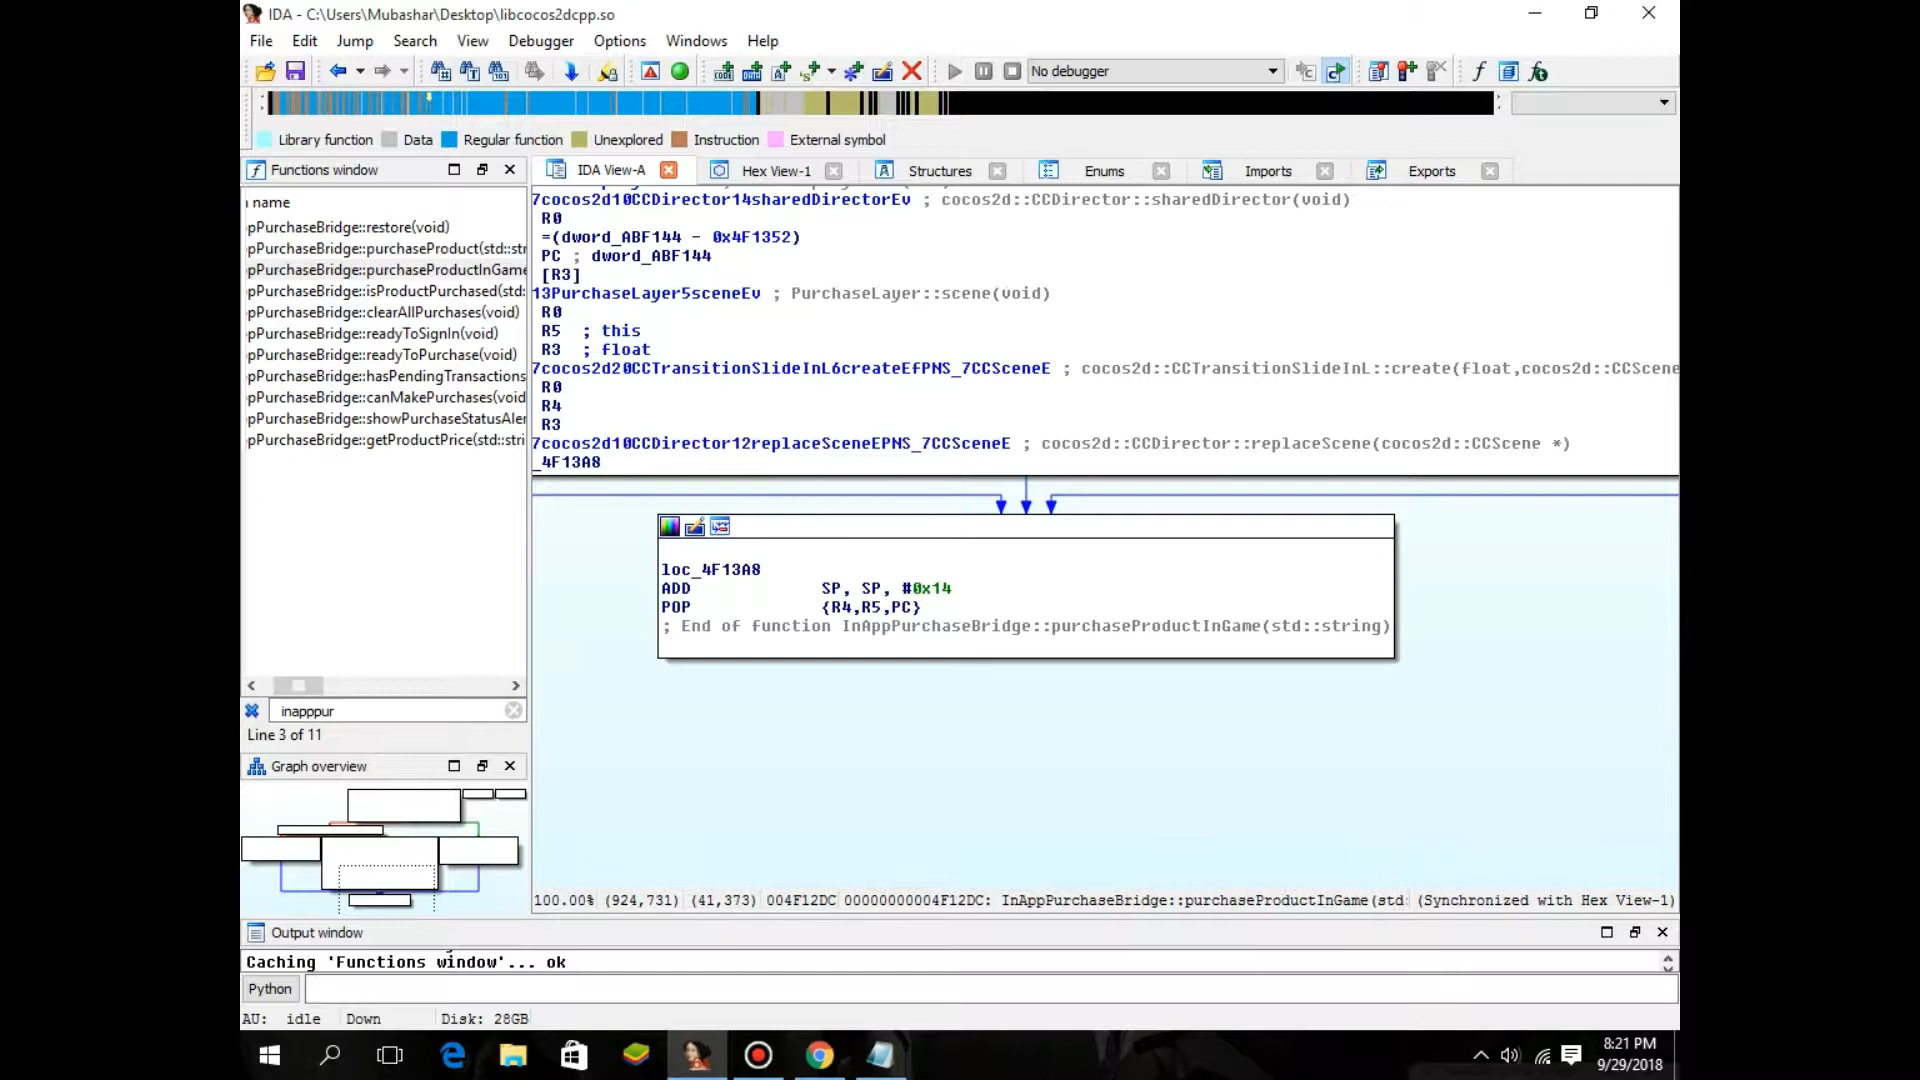 IDA - C:\Users\Mubashar\Desktop\libcocos2dcpp.so
File Edit Jump Search View Debugger Options Windows Help
No debugger
Library function Data Regular function Unexplored Instruction External symbol
Functions window
IDA View-A Hex View-1 Structures Enums Imports Exports
name
pPurchaseBridge::restore(void)
pPurchaseBridge::purchaseProduct(std::str
pPurchaseBridge::purchaseProductInGame
pPurchaseBridge::isProductPurchased(std:
pPurchaseBridge::clearAllPurchases(void)
pPurchaseBridge::readyToSignIn(void)
pPurchaseBridge::readyToPurchase(void)
pPurchaseBridge::hasPendingTransactions
pPurchaseBridge::canMakePurchases(void
pPurchaseBridge::showPurchaseStatusAler
pPurchaseBridge::getProductPrice(std::stri
7cocos2d10CCDirector14sharedDirectorEv ; cocos2d::CCDirector::sharedDirector(void)
R0
=(dword_ABF144 - 0x4F1352)
PC ; dword_ABF144
[R3]
13PurchaseLayer5sceneEv ; PurchaseLayer::scene(void)
R0
R5 ; this
R3 ; float
7cocos2d20CCTransitionSlideInL6createEfPNS_7CCSceneE ; cocos2d::CCTransitionSlideInL::create(float,cocos2d::CCScene
R0
R4
R3
7cocos2d10CCDirector12replaceSceneEPNS_7CCSceneE ; cocos2d::CCDirector::replaceScene(cocos2d::CCScene *)
_4F13A8
loc_4F13A8
ADD SP, SP, #0x14
POP {R4,R5,PC}
; End of function InAppPurchaseBridge::purchaseProductInGame(std::string)
inapppur
Line 3 of 11
Graph overview
100.00% (924,731) (41,373) 004F12DC 00000000004F12DC: InAppPurchaseBridge::purchaseProductInGame(std: (Synchronized with Hex View-1)
Output window
Caching 'Functions window'... ok
Python
AU: idle Down Disk: 28GB
8:21 PM
9/29/2018